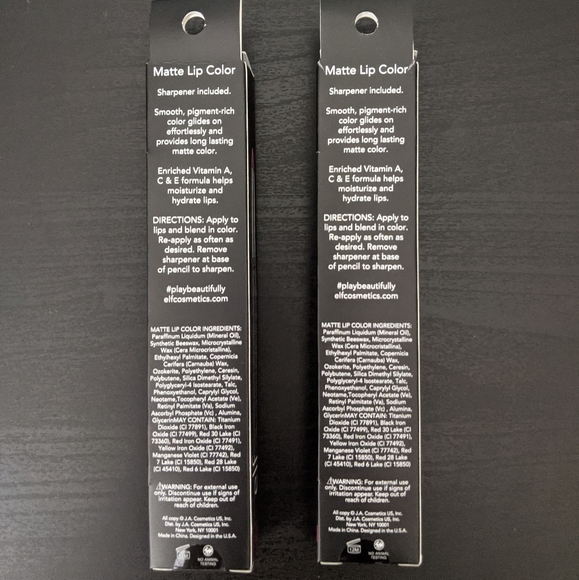 Matte Lip Color
Sharpener included.
Smooth, pigment-rich
color glides on
effortlessly and
provides long lasting
matte color.
Enriched Vitamin A,
C & E formula helps
moisturize and
hydrate lips.
DIRECTIONS: Apply to
lips and blend in color.
Re-apply as often as
desired. Remove
sharpener at base
of pencil to sharpen.
#playbeautifully
elfcosmetics.com
MATTE LIP COLOR INGREDIENTS:
Paraffinum Liquidum (Mineral Oil),
Synthetic Beeswax, Microcrystalline
Wax (Cera Microcristallina),
Ethylhexyl Palmitate, Copernicia
Cerifera (Carnauba) Wax,
Ozokerite, Polyethylene, Ceresin,
Polybutene, Silica Dimethyl Silylate,
Polyglyceryl-4 Isostearate, Talc,
Phenoxyethanol, Caprylyl Glycol,
Neotame,Tocopheryl Acetate (Ve),
Retinyl Palmitate (Va), Sodium
Ascorbyl Phosphate (Vc) , Alumina,
GlycerinMAY CONTAIN: Titanium
Dioxide (CI 77891), Black Iron
Oxide (CI 77499), Red 30 Lake (CI
73360), Red Iron Oxide (CI 77491),
Yellow Iron Oxide (CI 77492),
Manganese Violet (CI 77742), Red
7 Lake (CI 15850), Red 28 Lake
(CI 45410), Red 6 Lake (CI 15850)
⚠WARNING: For external use
only. Discontinue use if signs of
irritation appear. Keep out of
reach of children.
All copy © J.A. Cosmetics US, Inc.
Dist. by J.A. Cosmetics US, Inc.
New York, NY 10001
Made in China. Designed in the U.S.A.
NO ANIMAL
TESTING
Matte Lip Color
Sharpener included.
Smooth, pigment-rich
color glides on
effortlessly and
provides long lasting
matte color.
Enriched Vitamin A,
C & E formula helps
moisturize and
hydrate lips.
DIRECTIONS: Apply to
lips and blend in color.
Re-apply as often as
desired. Remove
sharpener at base
of pencil to sharpen.
#playbeautifully
elfcosmetics.com
MATTE LIP COLOR INGREDIENTS:
Paraffinum Liquidum (Mineral Oil),
Synthetic Beeswax, Microcrystalline
Wax (Cera Microcristallina),
Ethylhexyl Palmitate, Copernicia
Cerifera (Carnauba) Wax,
Ozokerite, Polyethylene, Ceresin,
Polybutene, Silica Dimethyl Silylate,
Polyglyceryl-4 Isostearate, Talc,
Phenoxyethanol, Caprylyl Glycol,
Neotame,Tocopheryl Acetate (Ve),
Retinyl Palmitate (Va), Sodium
Ascorbyl Phosphate (Vc) , Alumina,
GlycerinMAY CONTAIN: Titanium
Dioxide (CI 77891), Black Iron
Oxide (CI 77499), Red 30 Lake (CI
73360), Red Iron Oxide (CI 77491),
Yellow Iron Oxide (CI 77492),
Manganese Violet (CI 77742), Red
7 Lake (CI 15850), Red 28 Lake
(CI 45410), Red 6 Lake (CI 15850)
⚠WARNING: For external use
only. Discontinue use if signs of
irritation appear. Keep out of
reach of children.
All copy © J.A. Cosmetics US, Inc.
Dist. by J.A. Cosmetics US, Inc.
New York, NY 10001
Made in China. Designed in the U.S.A.
12M
NO ANIMAL
TESTING